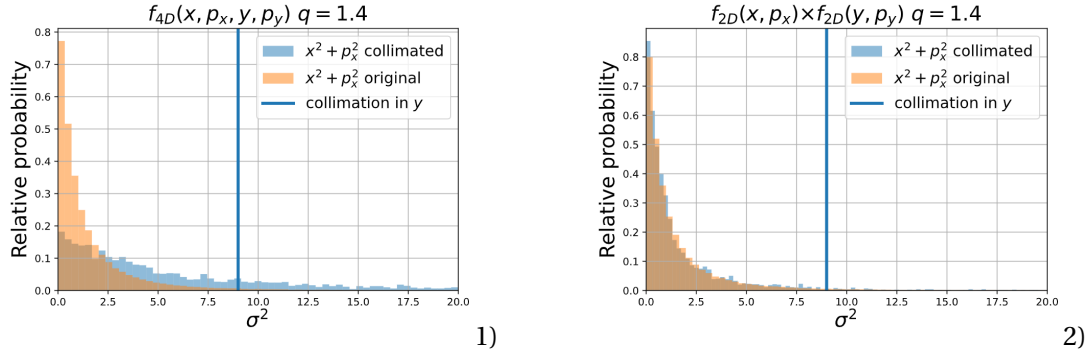 f_{4D}(x, p_x, y, p_y) q = 1.4
Relative probability
0.8
0.7
0.6
0.5
0.4
0.3
0.2
0.1
0.0
x² + p_x² collimated
x² + p_x² original
collimation in y
0.0 2.5 5.0 7.5 10.0 12.5 15.0 17.5 20.0
σ²
1)
f_{2D}(x, p_x)×f_{2D}(y, p_y) q = 1.4
Relative probability
0.8
0.7
0.6
0.5
0.4
0.3
0.2
0.1
0.0
x² + p_x² collimated
x² + p_x² original
collimation in y
0.0 2.5 5.0 7.5 10.0 12.5 15.0 17.5 20.0
σ²
2)